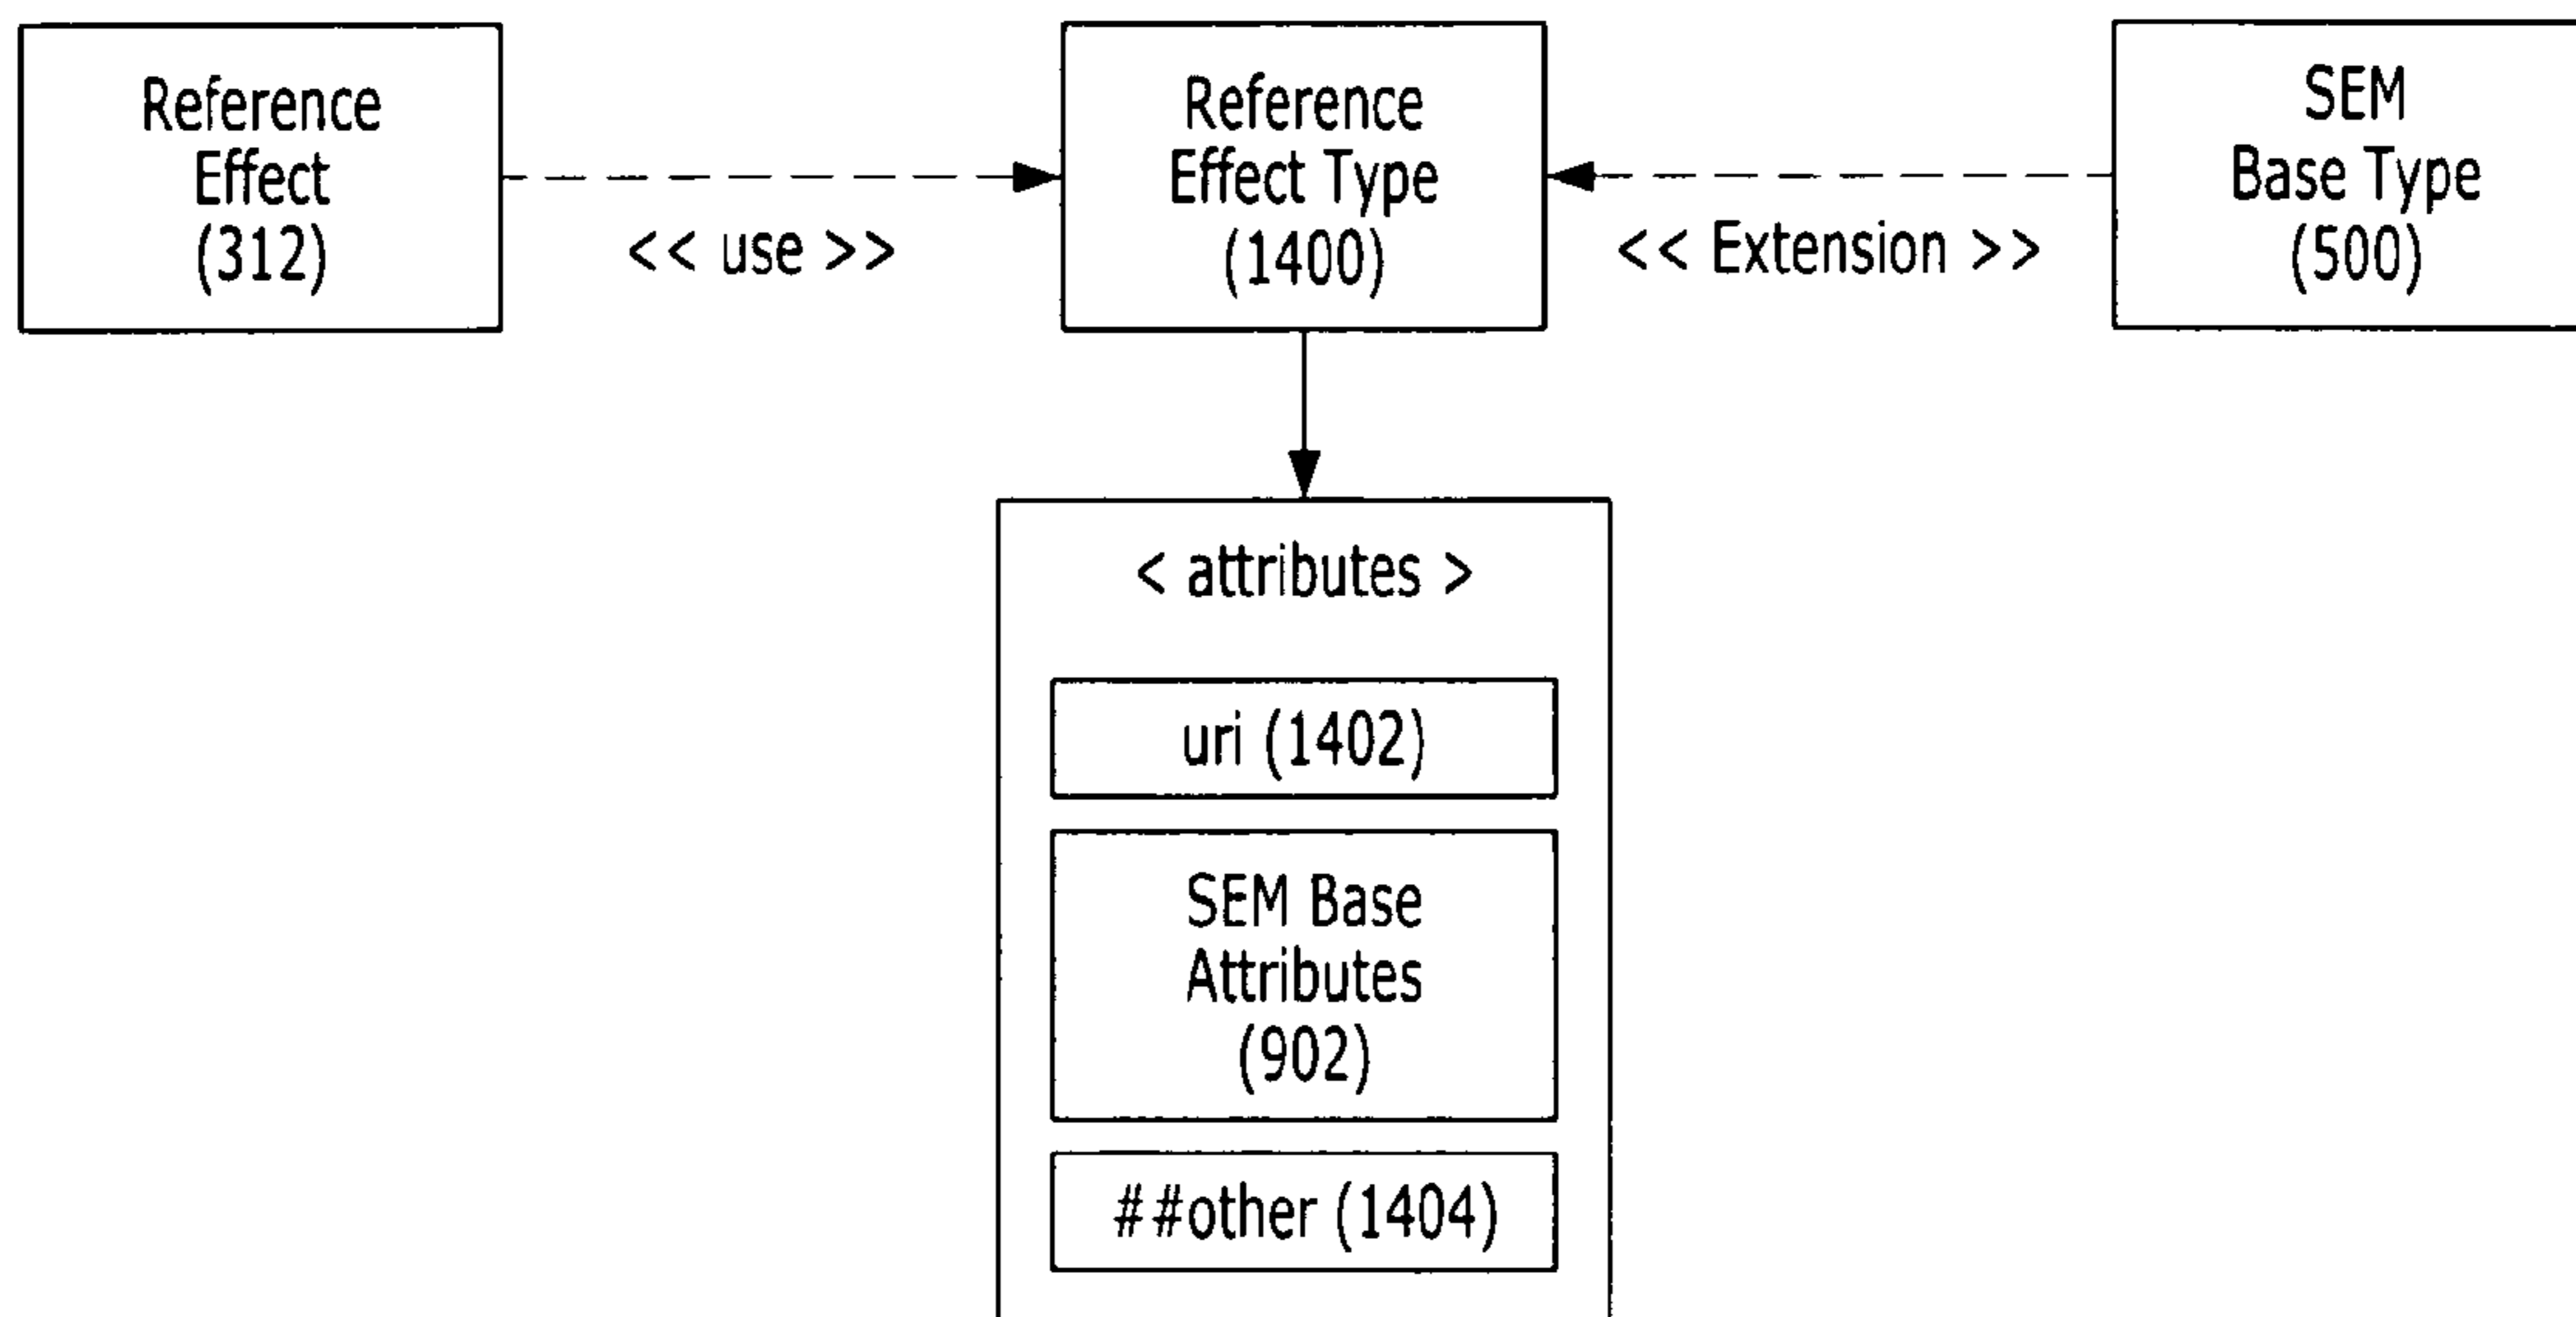 Reference
Effect
(312)
<< use >>
Reference
Effect Type
(1400)
<< Extension >>
SEM
Base Type
(500)
< attributes >
uri (1402)
SEM Base
Attributes
(902)
##other (1404)